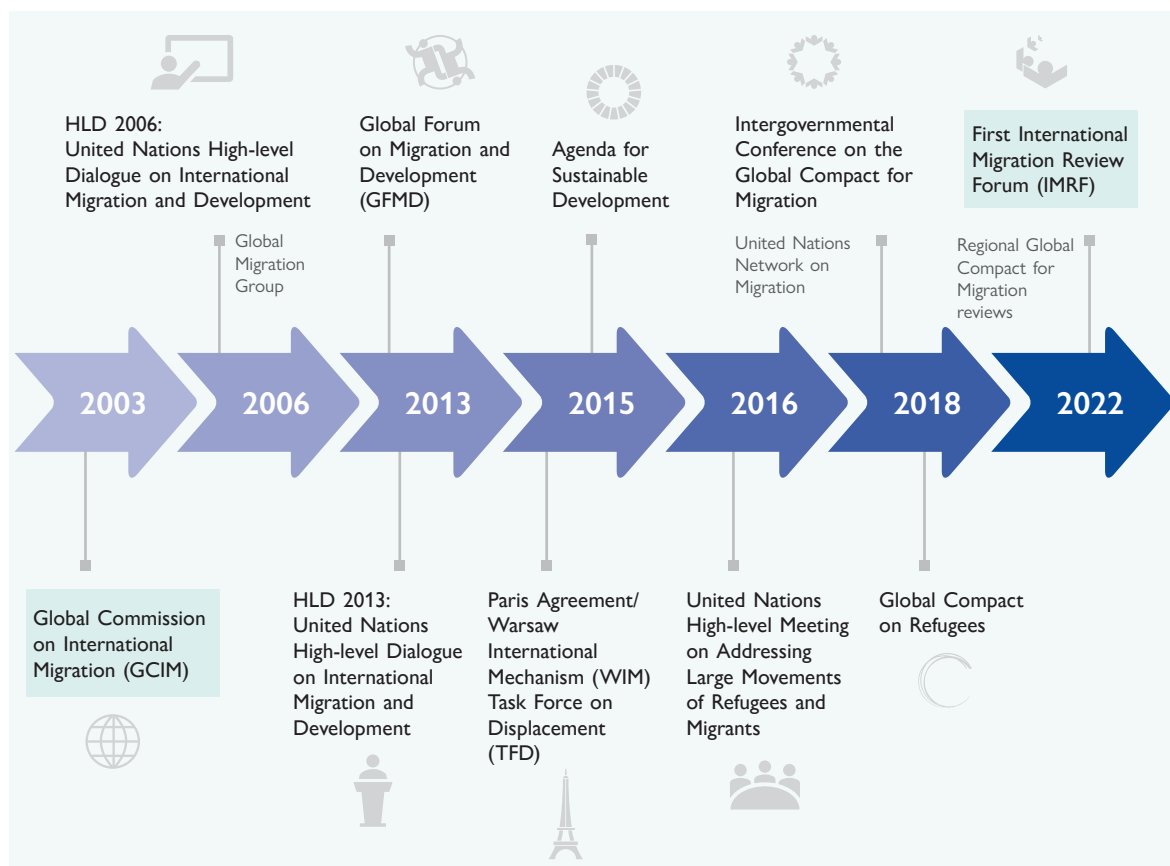 HLD 2006:
United Nations High-level
Dialogue on International
Migration and Development
Global
Migration
Group
Global Forum
on Migration and
Development
(GFMD)
Agenda for
Sustainable
Development
Intergovernmental
Conference on the
Global Compact for
Migration
United Nations
Network on
Migration
First International
Migration Review
Forum (IMRF)
Regional Global
Compact for
Migration
reviews
2003
2006
2013
2015
2016
2018
2022
Global Commission
on International
Migration (GCIM)
HLD 2013:
United Nations
High-level Dialogue
on International
Migration and
Development
Paris Agreement/
Warsaw
International
Mechanism (WIM)
Task Force on
Displacement
(TFD)
United Nations
High-level Meeting
on Addressing
Large Movements
of Refugees and
Migrants
Global Compact
on Refugees